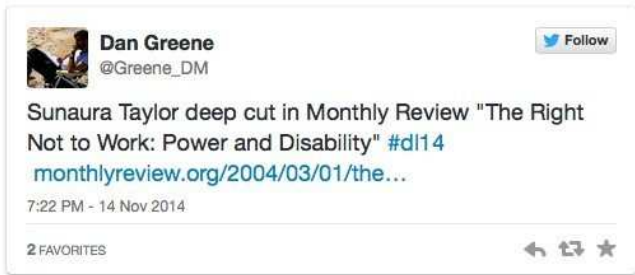 Dan Greene
Follow
@Greene_DM
Sunaura Taylor deep cut in Monthly Review "The Right
Not to Work: Power and Disability" #dl14
monthlyreview.org/2004/03/01/the...
7:22 PM - 14 Nov 2014
2 FAVORITES